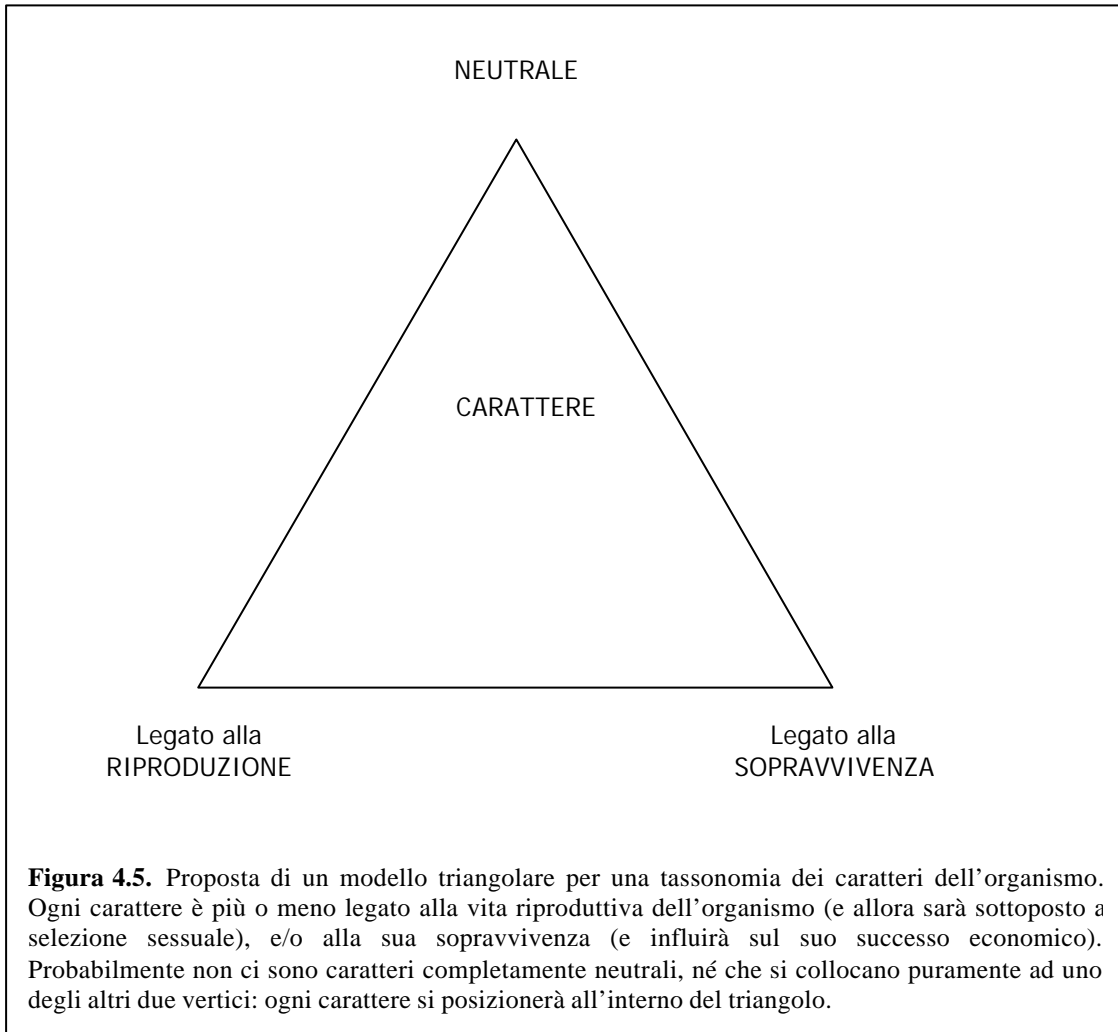 NEUTRALE
CARATTERE
Legato alla
RIPRODUZIONE
Legato alla
SOPRAVVIVENZA
Figura 4.5. Proposta di un modello triangolare per una tassonomia dei caratteri dell'organismo.
Ogni carattere è più o meno legato alla vita riproduttiva dell'organismo (e allora sarà sottoposto a
selezione sessuale), e/o alla sua sopravvivenza (e influirà sul suo successo economico).
Probabilmente non ci sono caratteri completamente neutrali, né che si collocano puramente ad uno
degli altri due vertici: ogni carattere si posizionerà all'interno del triangolo.